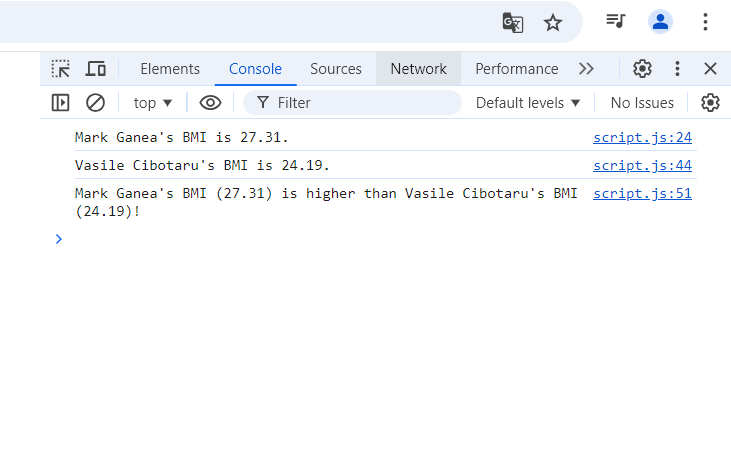 Elements Console Sources Network Performance
top Filter Default levels No Issues
Mark Ganea's BMI is 27.31. script.js:24
Vasile Cibotaru's BMI is 24.19. script.js:44
Mark Ganea's BMI (27.31) is higher than Vasile Cibotaru's BMI script.js:51
(24.19)!